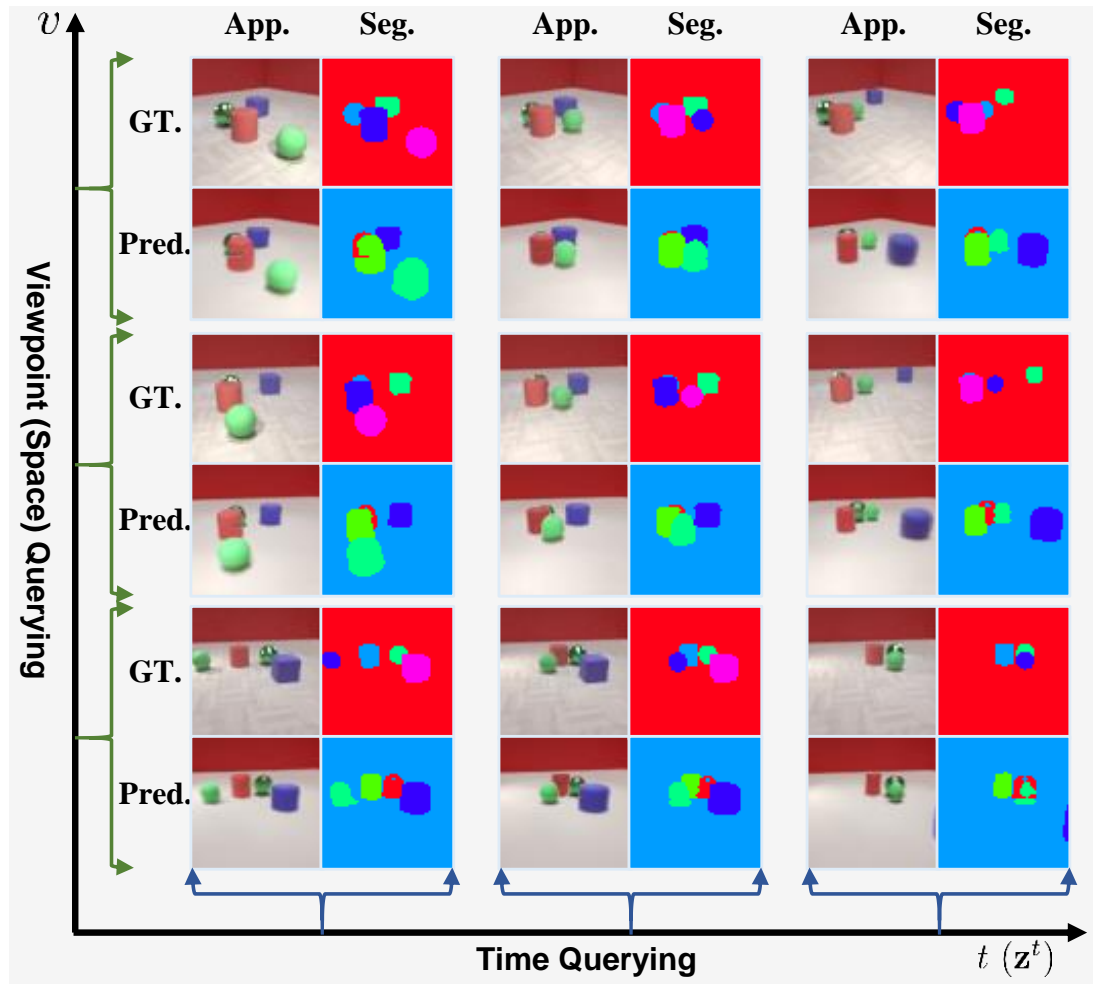 v
App. Seg. App. Seg. App. Seg.
GT.
Pred.
GT.
Pred.
GT.
Pred.
Viewpoint (Space) Querying
Time Querying
t (z^t)